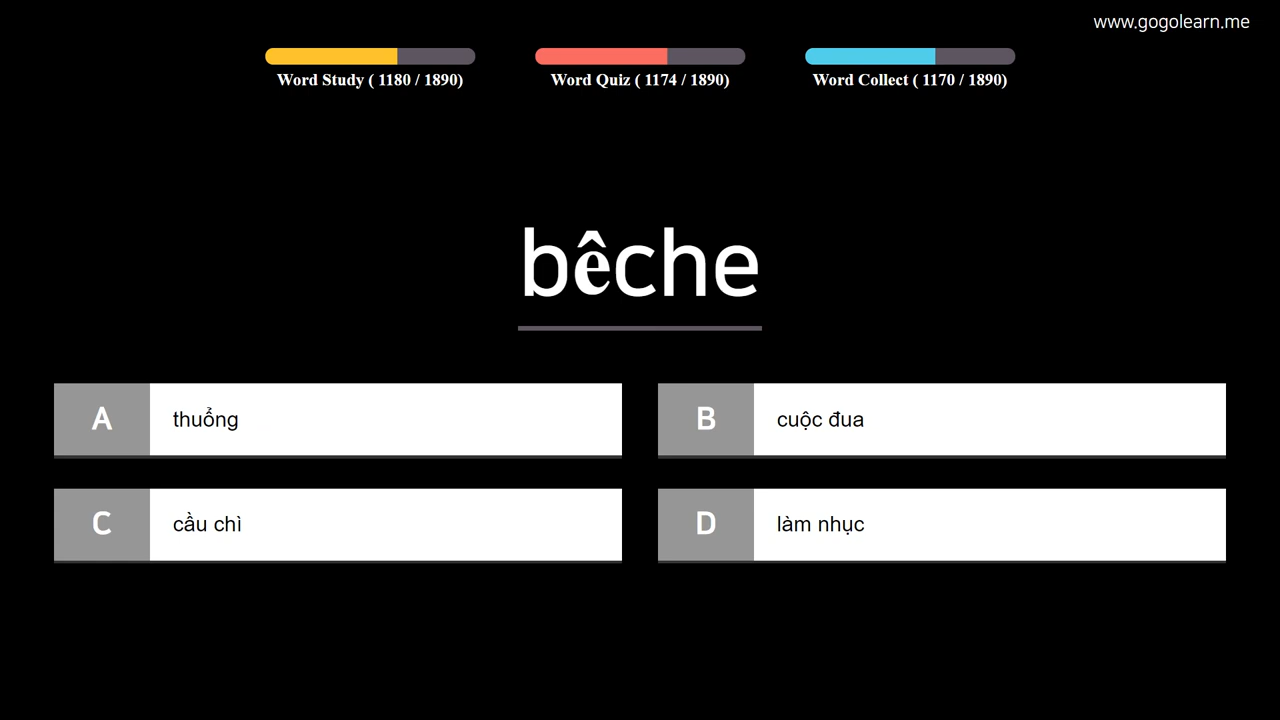 www.gogolearn.me
Word Study ( 1180 / 1890)
Word Quiz ( 1174 / 1890)
Word Collect ( 1170 / 1890)
bêche
A thuổng
B cuộc đua
C cầu chì
D làm nhục